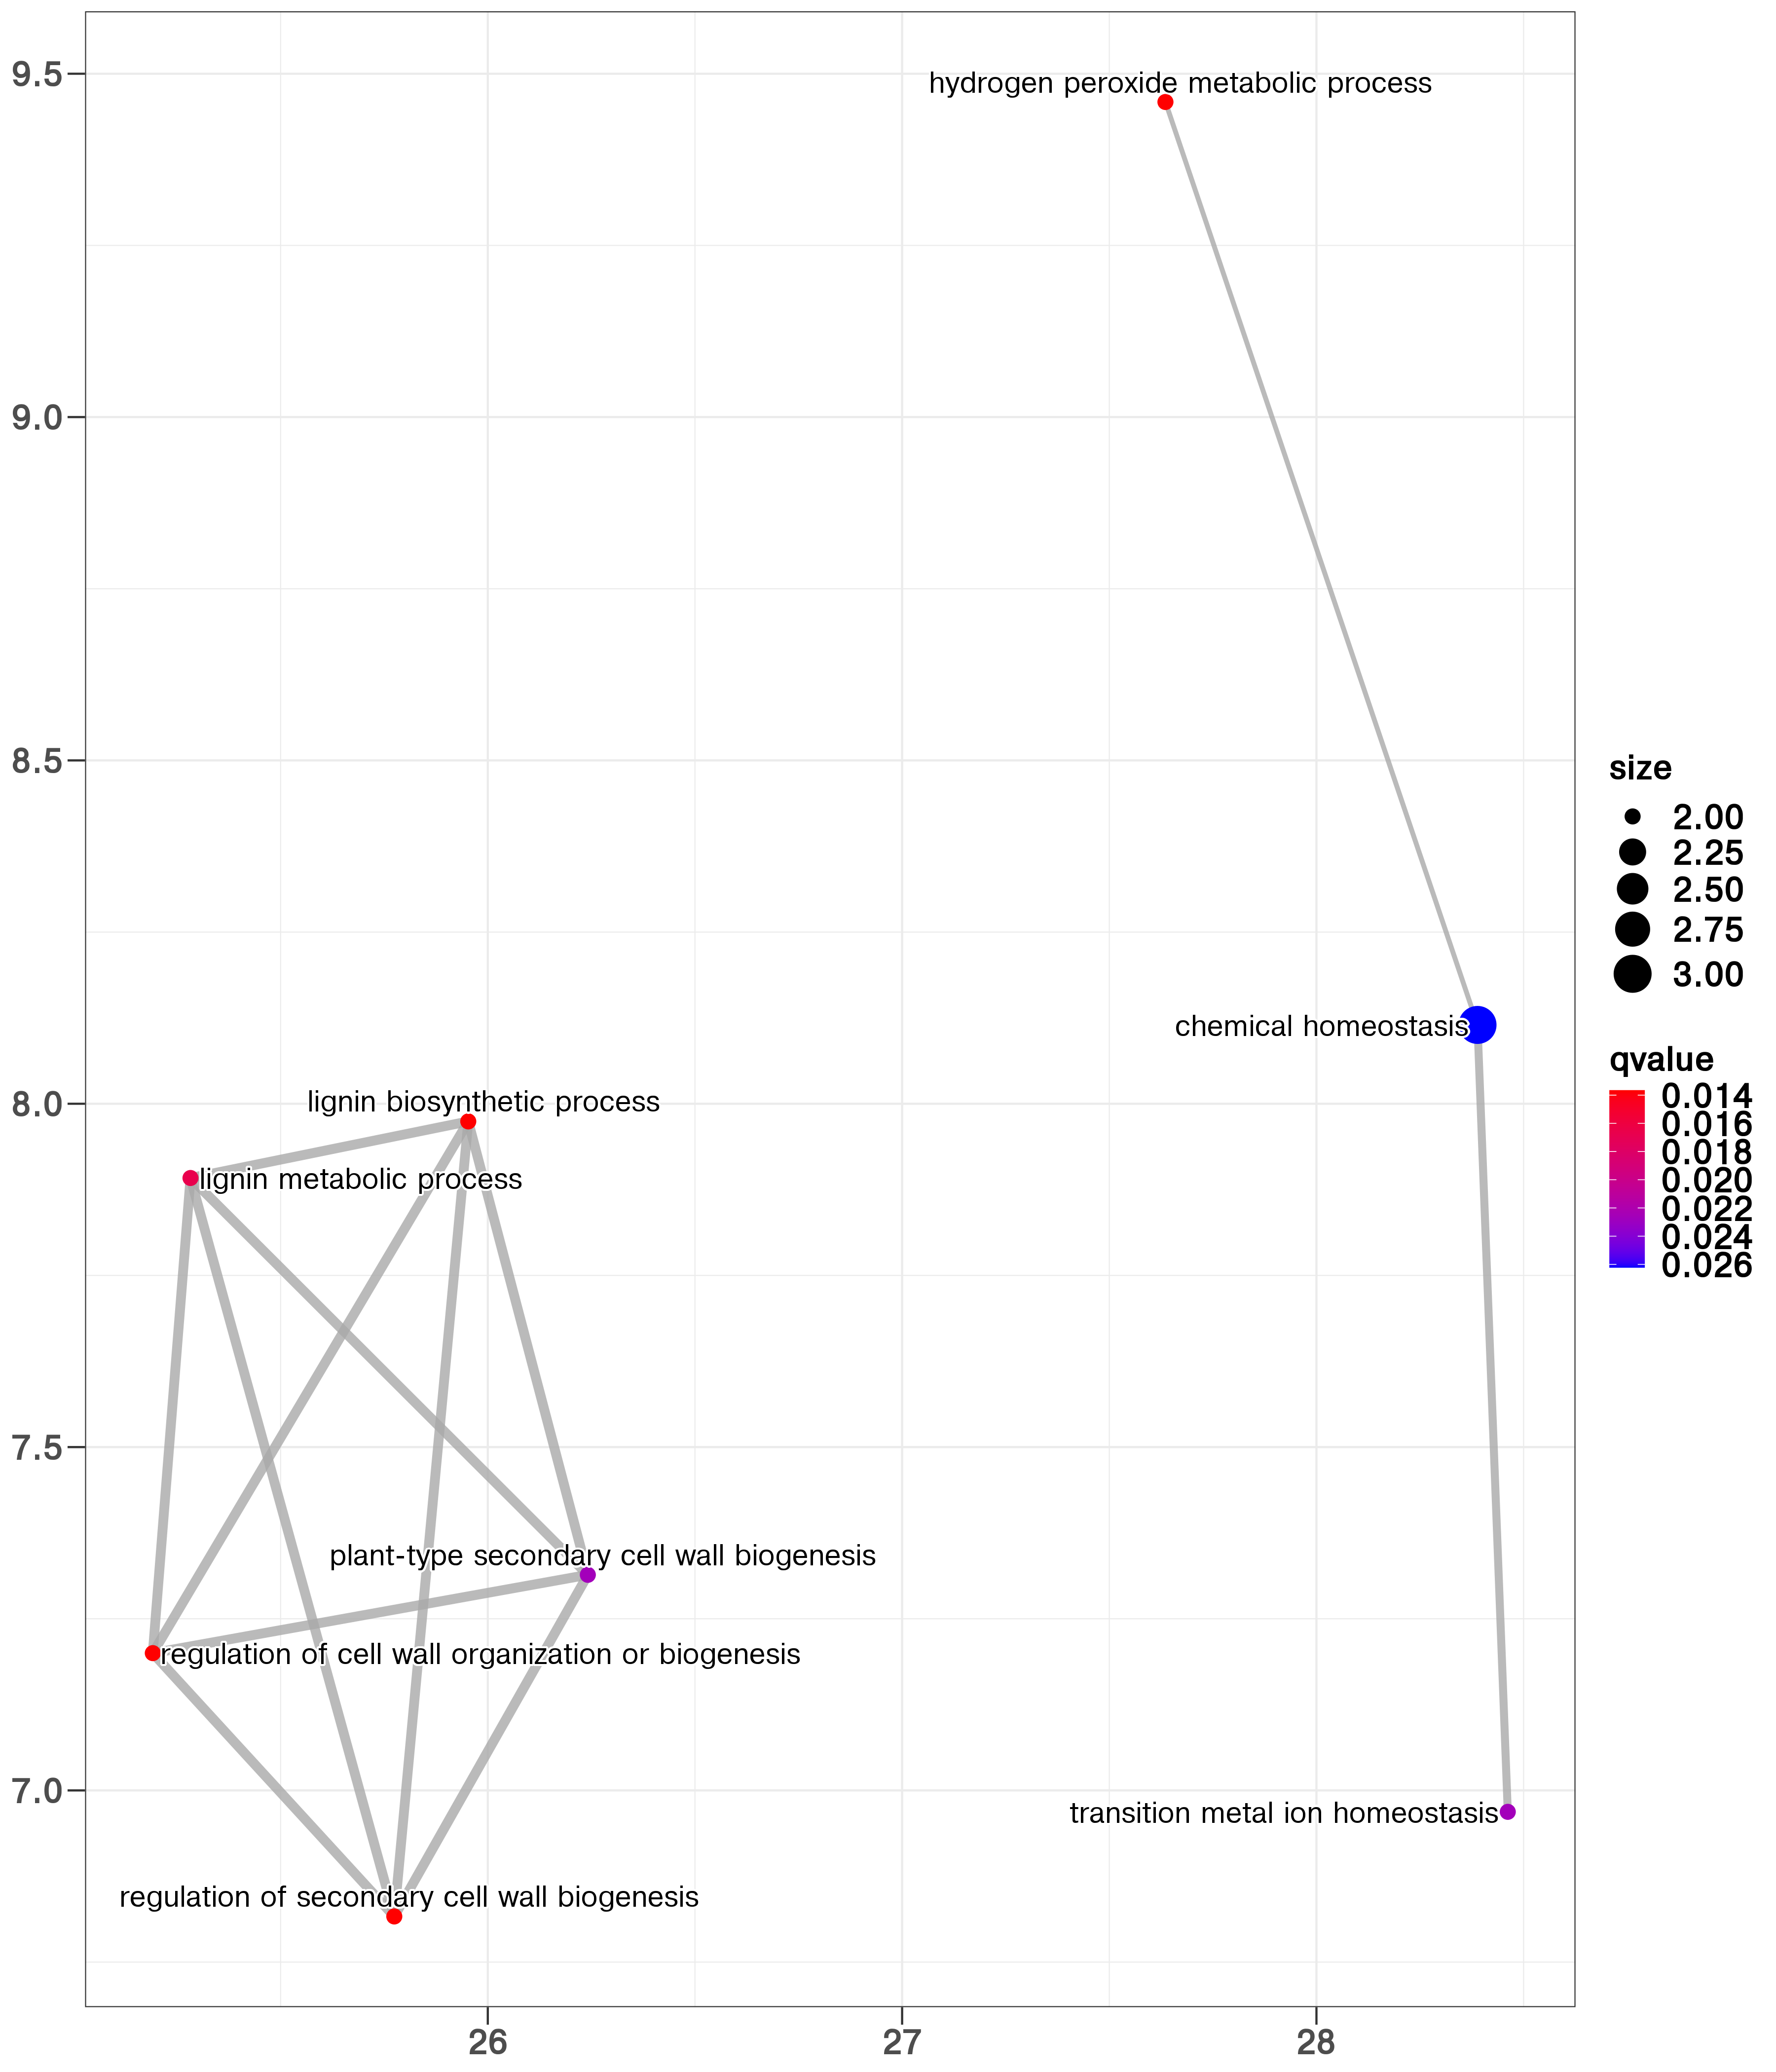 9.5
hydrogen peroxide metabolic process
9.0
8.5
chemical homeostasis
8.0
lignin biosynthetic process
lignin metabolic process
7.5
plant-type secondary cell wall biogenesis
regulation of cell wall organization or biogenesis
7.0
transition metal ion homeostasis
regulation of secondary cell wall biogenesis
26
27
28
size
2.00
2.25
2.50
2.75
3.00
qvalue
0.014
0.016
0.018
0.020
0.022
0.024
0.026